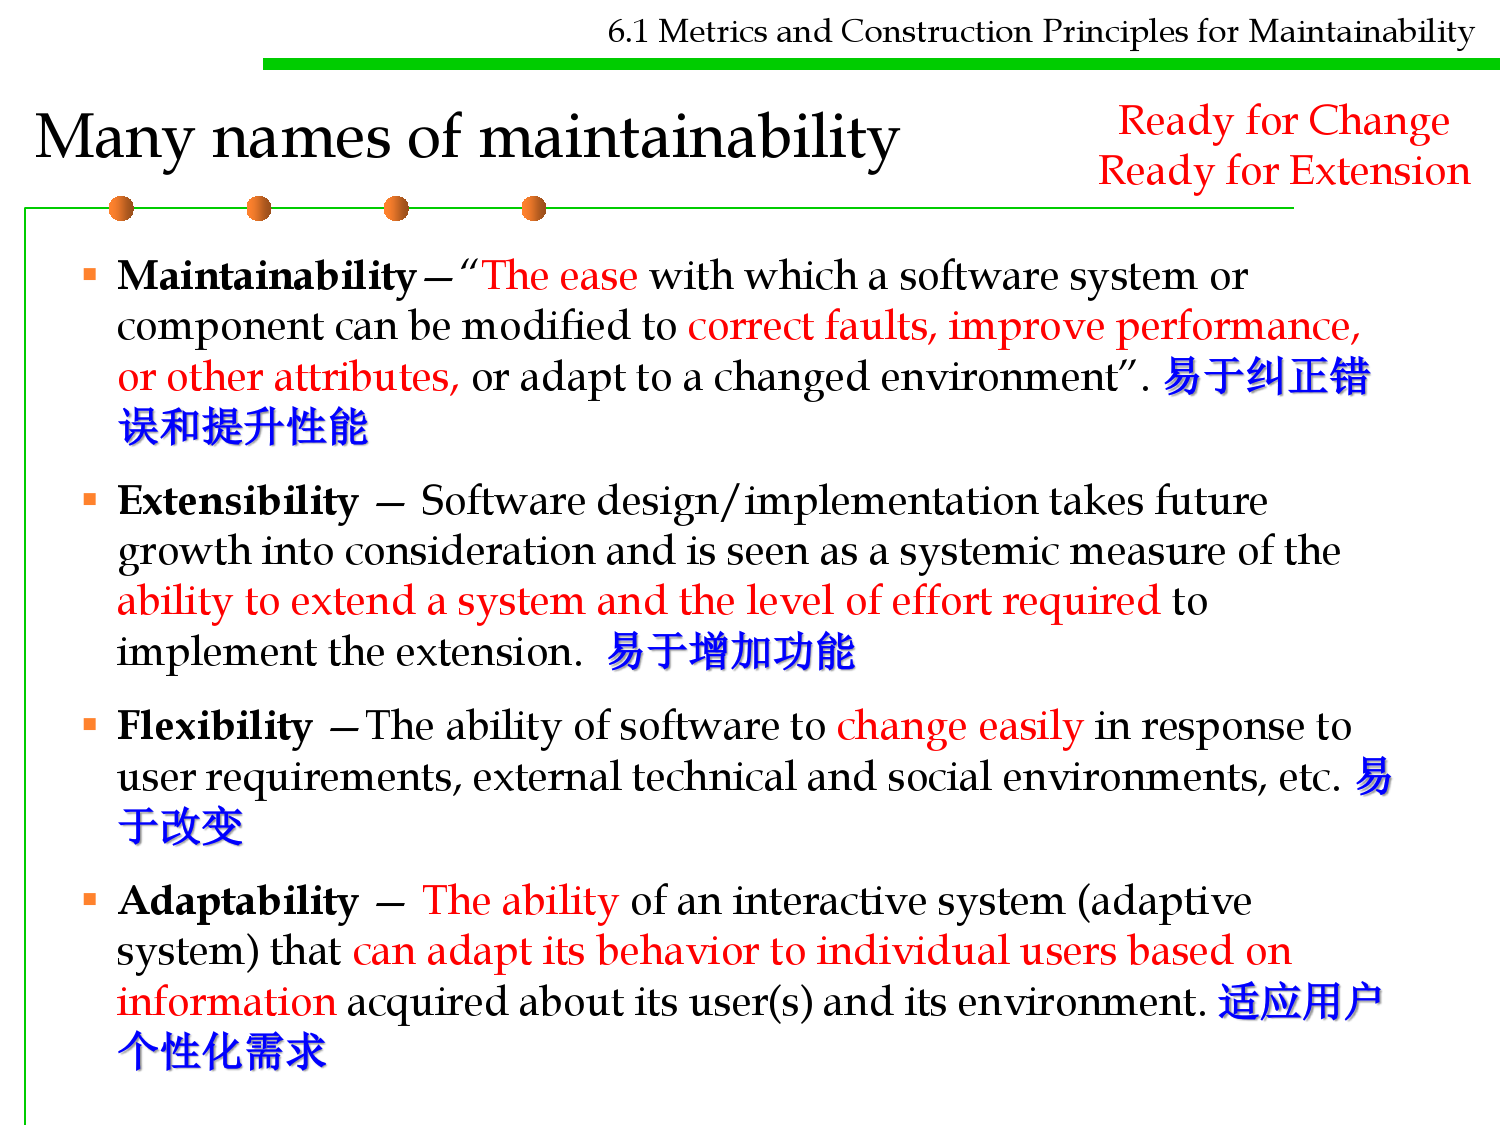 6.1 Metrics and Construction Principles for Maintainability
Many names of maintainability
Ready for Change
Ready for Extension
▪ Maintainability—“The ease with which a software system or
component can be modified to correct faults, improve performance,
or other attributes, or adapt to a changed environment”. 易于纠正错
误和提升性能
▪ Extensibility — Software design/implementation takes future
growth into consideration and is seen as a systemic measure of the
ability to extend a system and the level of effort required to
implement the extension. 易于增加功能
▪ Flexibility —The ability of software to change easily in response to
user requirements, external technical and social environments, etc. 易
于改变
▪ Adaptability — The ability of an interactive system (adaptive
system) that can adapt its behavior to individual users based on
information acquired about its user(s) and its environment. 适应用户
个性化需求